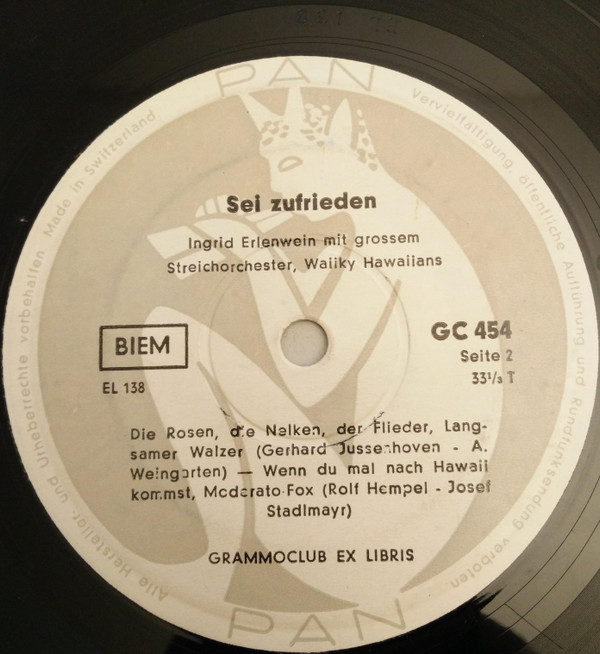 PAN
Made in Switzerland.
Vervielfältigung, öffentliche Aufführung und Rundfunksendung verboten
Alle Hersteller- und Urheberrechte vorbehalten
Sei zufrieden
Ingrid Erlenwein mit grossem
Streichorchester, Waiiky Hawaiians
BIEM
EL 138
GC 454
Seite 2
33¹/₃ T
Die Rosen, die Nelken, der Flieder, Lang-
samer Walzer (Gerhard Jussenhoven - A.
Weingarten) — Wenn du mal nach Hawaii
kommst, Moderato-Fox (Rolf Hempel - Josef
Stadlmayr)
GRAMMOCLUB EX LIBRIS
PAN